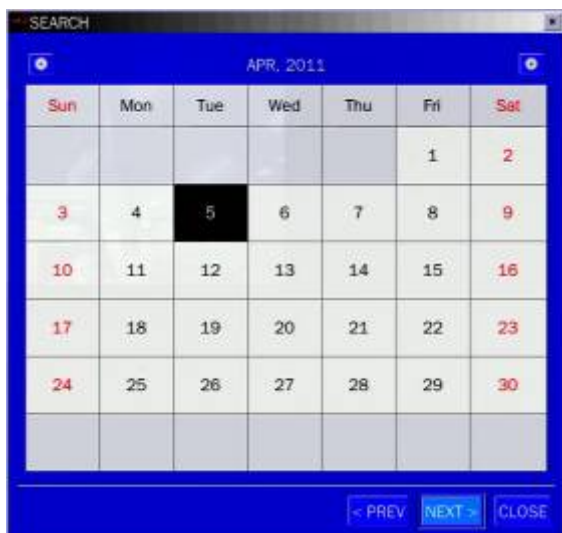 SEARCH
APR, 2011
Sun Mon Tue Wed Thu Fri Sat
1 2
3 4 5 6 7 8 9
10 11 12 13 14 15 16
17 18 19 20 21 22 23
24 25 26 27 28 29 30
< PREV NEXT > CLOSE